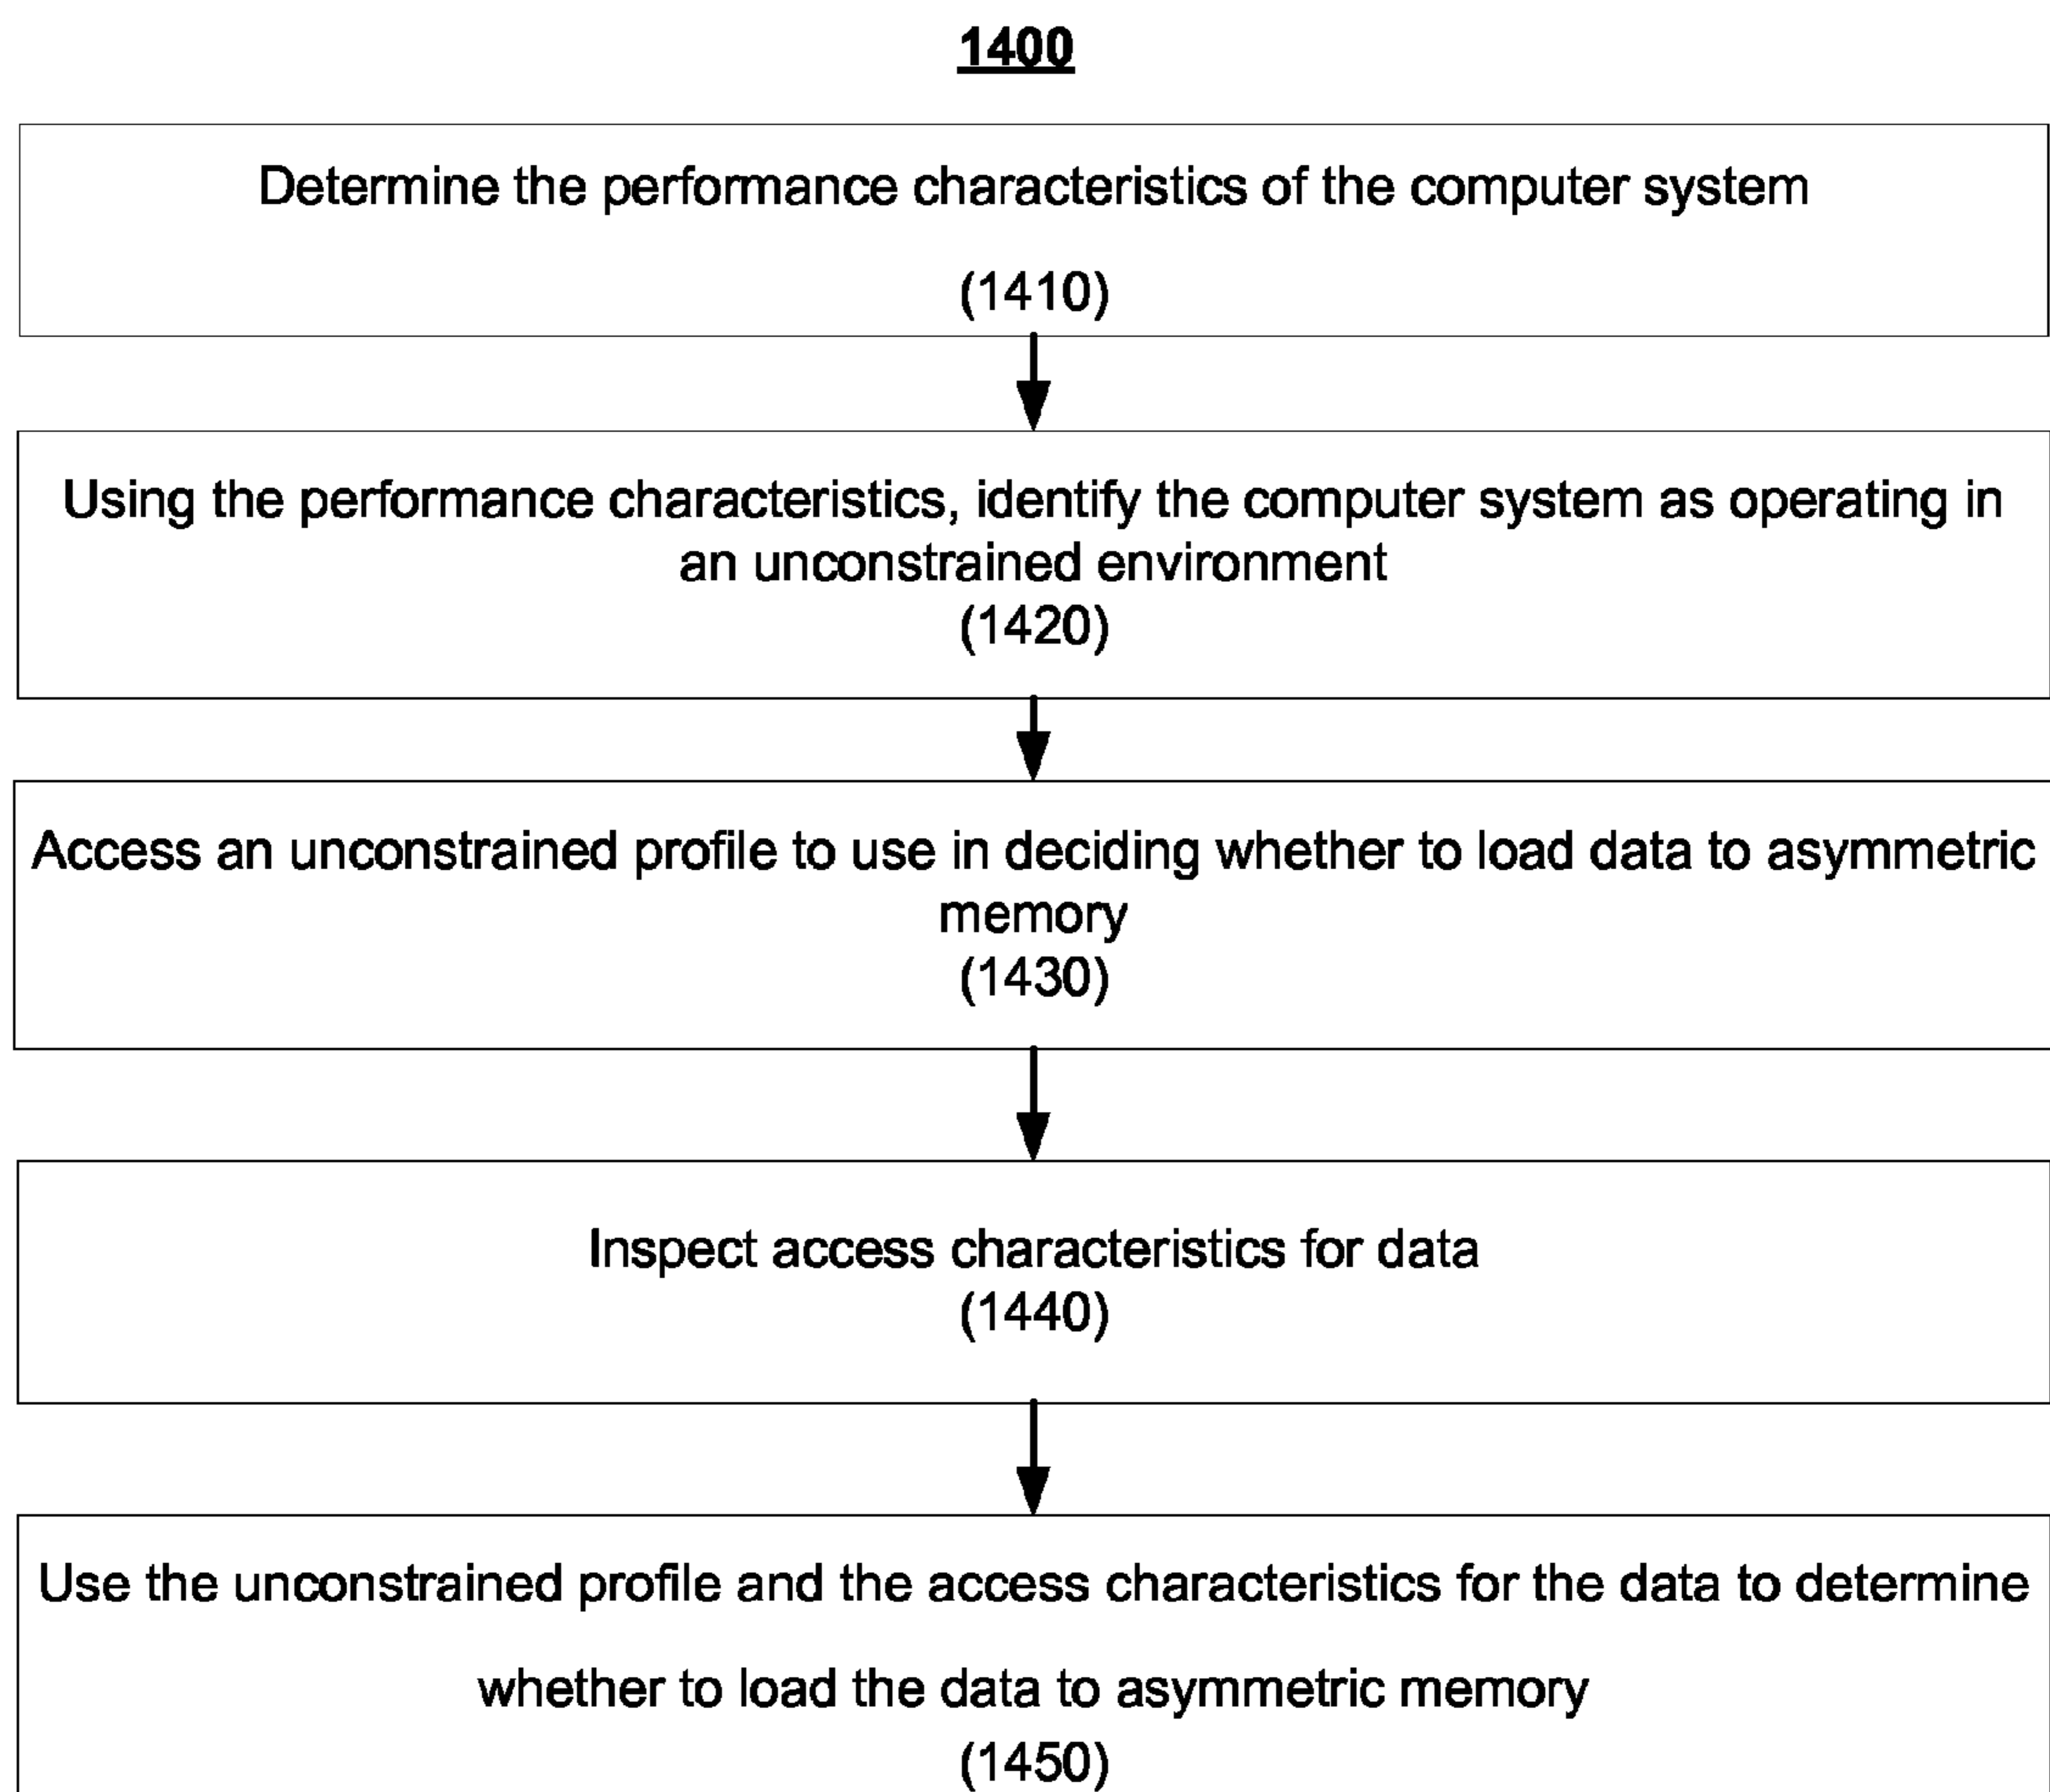 1400
Determine the performance characteristics of the computer system
(1410)
Using the performance characteristics, identify the computer system as operating in
an unconstrained environment
(1420)
Access an unconstrained profile to use in deciding whether to load data to asymmetric
memory
(1430)
Inspect access characteristics for data
(1440)
Use the unconstrained profile and the access characteristics for the data to determine
whether to load the data to asymmetric memory
(1450)